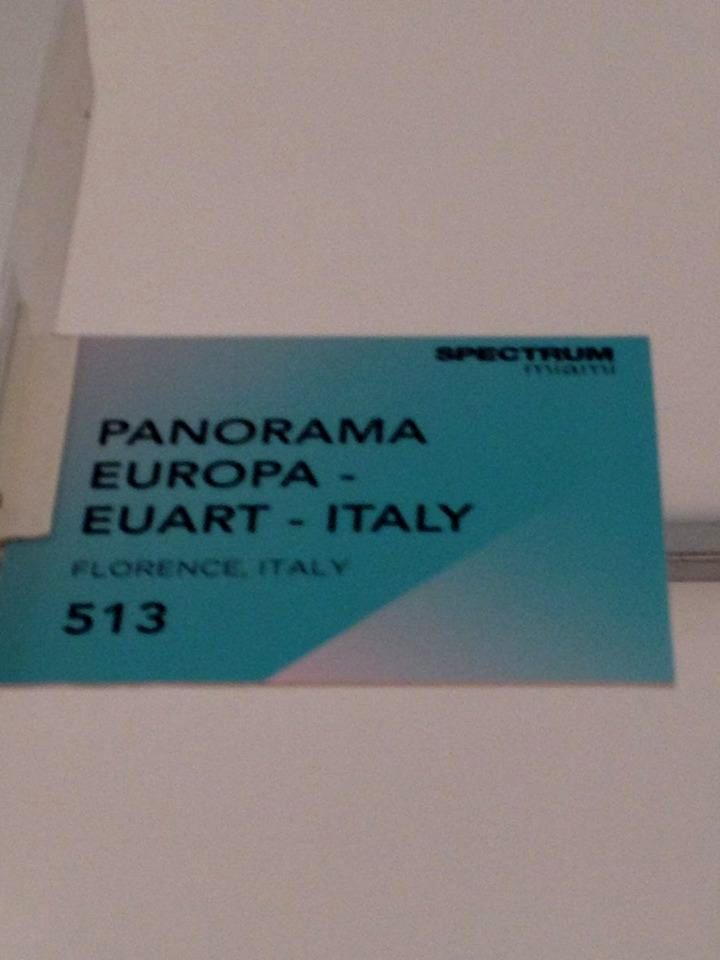 SPECTRUM
miami
PANORAMA
EUROPA -
EUART - ITALY
FLORENCE, ITALY
513